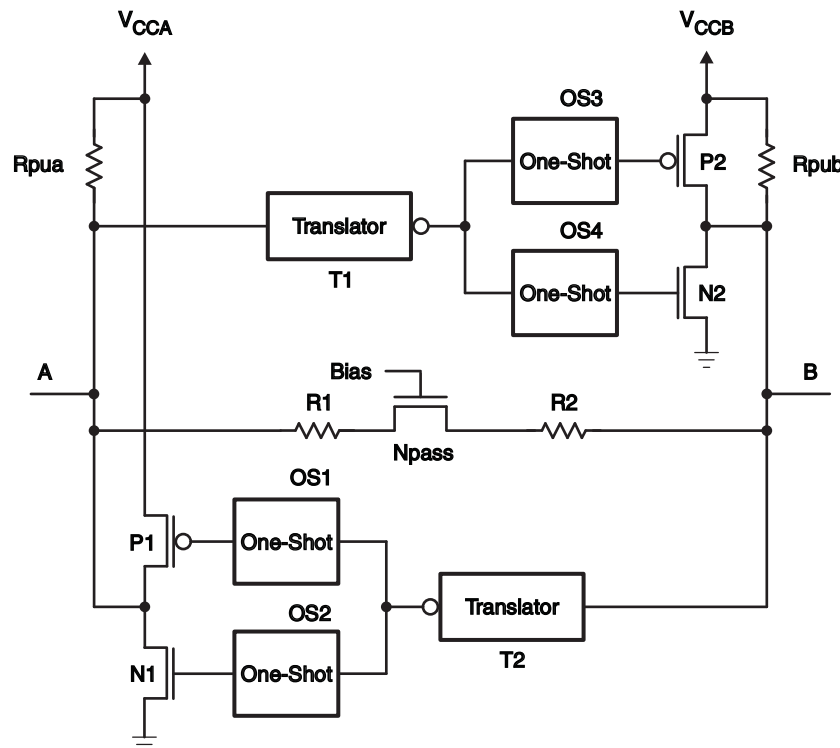 VCCA
VCCB
OS3
One-Shot
P2
Rpua
Rpub
Translator
T1
OS4
One-Shot
N2
A
Bias
B
R1
R2
Npass
OS1
P1
One-Shot
OS2
Translator
N1
One-Shot
T2